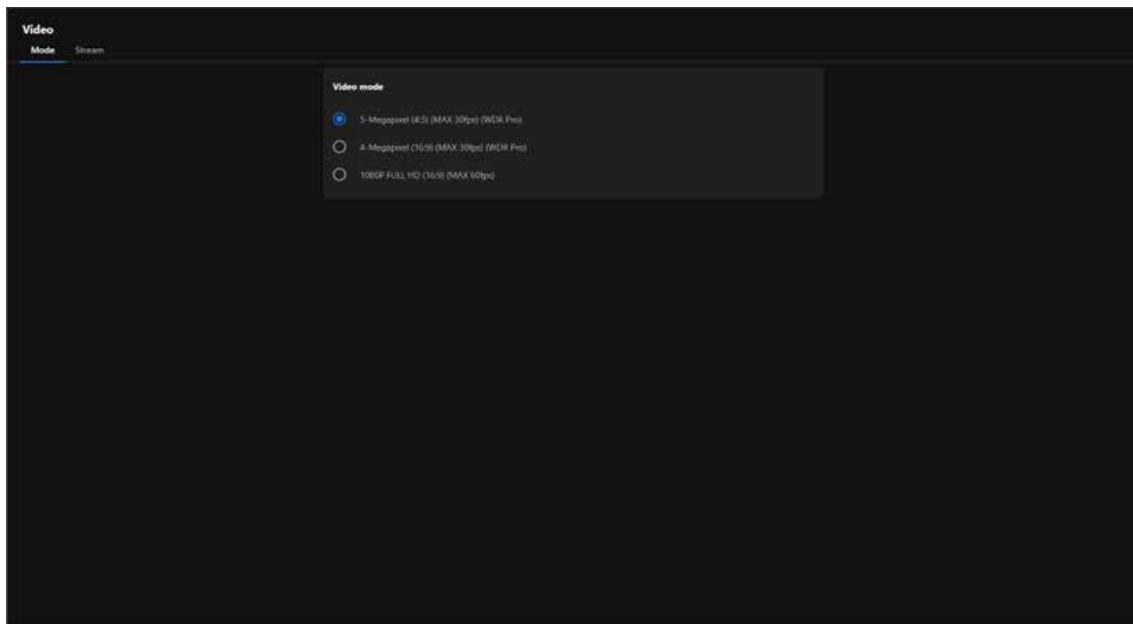 Video
Mode Stream
Video mode
5-Megapixel (4:3) (MAX 30fps) (WDR Pro)
4-Megapixel (16:9) (MAX 30fps) (WDR Pro)
1080P FULL HD (16:9) (MAX 60fps)